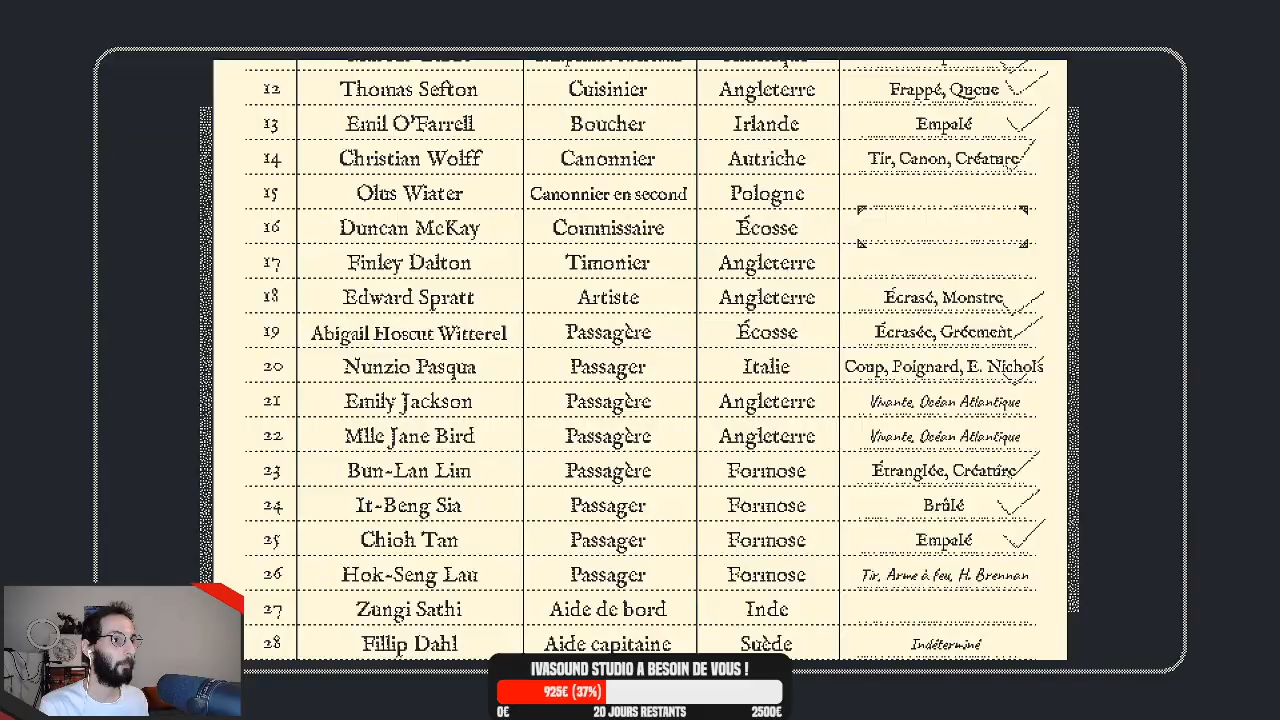 12 Thomas Sefton Cuisinier Angleterre Frappé, Queue
13 Emil O'Farrell Boucher Irlande Empalé
14 Christian Wolff Canonnier Autriche Tir, Canon, Créature
15 Olus Wiater Canonnier en second Pologne
16 Duncan McKay Commissaire Écosse
17 Finley Dalton Timonier Angleterre
18 Edward Spratt Artiste Angleterre Écrasé, Monstre
19 Abigail Hoscut Witterel Passagère Écosse Écrasée, Gréement
20 Nunzio Pasqua Passager Italie Coup, Poignard, E. Nichols
21 Emily Jackson Passagère Angleterre Vivante, Océan Atlantique
22 Mlle Jane Bird Passagère Angleterre Vivante, Océan Atlantique
23 Bun-Lan Lim Passagère Formose Étranglée, Créature
24 It-Beng Sia Passager Formose Brûlé
25 Chioh Tan Passager Formose Empalé
26 Hok-Seng Lau Passager Formose Tir, Arme à feu, H. Brennan
27 Zungi Sathi Aide de bord Inde
28 Fillip Dahl Aide capitaine Suède Indéterminé
IVASOUND STUDIO A BESOIN DE VOUS !
925€ (37%)
0€ 20 JOURS RESTANTS 2500€